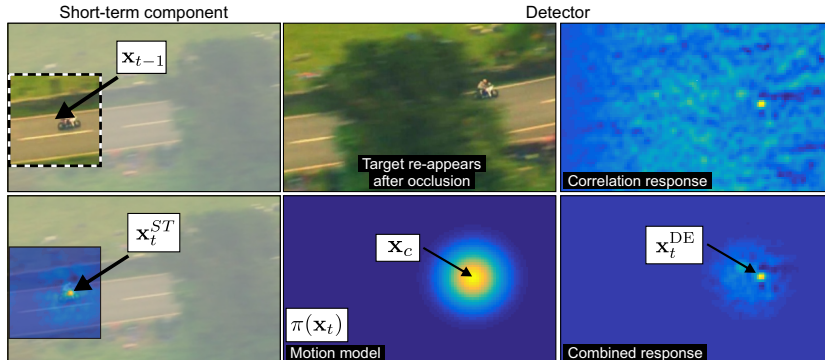 Short-term component
Detector
x_{t−1}
Target re-appears
after occlusion
Correlation response
x_t^{ST}
x_c
π(x_t)
Motion model
x_t^{DE}
Combined response